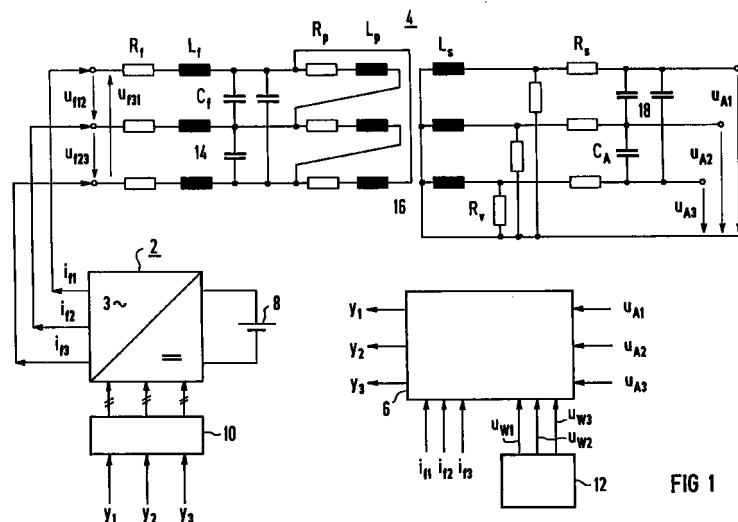 4
R_f L_f R_p L_p L_s R_s
u_f12 u_f31 C_f 18 u_A1
u_f23 14 C_A u_A2
16 R_v u_A3
2
i_f1 3~ = 8
i_f2
i_f3
10
y_1 y_2 y_3
y_1 u_A1
y_2 u_A2
y_3 u_A3
6 u_W1 u_W3
u_W2
i_f1 i_f2 i_f3
12
FIG 1